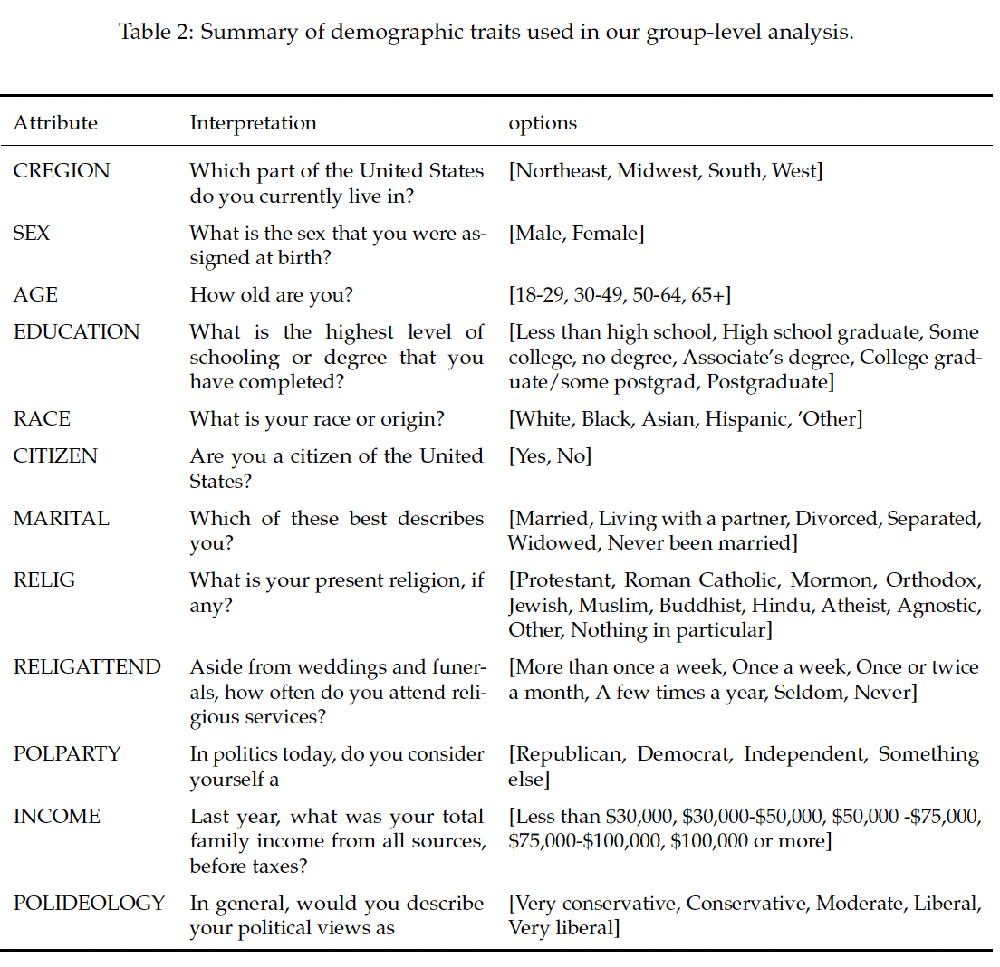 Table 2: Summary of demographic traits used in our group-level analysis.
Attribute Interpretation options
CREGION Which part of the United States [Northeast, Midwest, South, West]
do you currently live in?
SEX What is the sex that you were as- [Male, Female]
signed at birth?
AGE How old are you? [18-29, 30-49, 50-64, 65+]
EDUCATION What is the highest level of [Less than high school, High school graduate, Some
schooling or degree that you college, no degree, Associate’s degree, College grad-
have completed? uate/some postgrad, Postgraduate]
RACE What is your race or origin? [White, Black, Asian, Hispanic, ’Other]
CITIZEN Are you a citizen of the United [Yes, No]
States?
MARITAL Which of these best describes [Married, Living with a partner, Divorced, Separated,
you? Widowed, Never been married]
RELIG What is your present religion, if [Protestant, Roman Catholic, Mormon, Orthodox,
any? Jewish, Muslim, Buddhist, Hindu, Atheist, Agnostic,
Other, Nothing in particular]
RELIGATTEND Aside from weddings and funer- [More than once a week, Once a week, Once or twice
als, how often do you attend reli- a month, A few times a year, Seldom, Never]
gious services?
POLPARTY In politics today, do you consider [Republican, Democrat, Independent, Something
yourself a else]
INCOME Last year, what was your total [Less than $30,000, $30,000-$50,000, $50,000 -$75,000,
family income from all sources, $75,000-$100,000, $100,000 or more]
before taxes?
POLIDEOLOGY In general, would you describe [Very conservative, Conservative, Moderate, Liberal,
your political views as Very liberal]